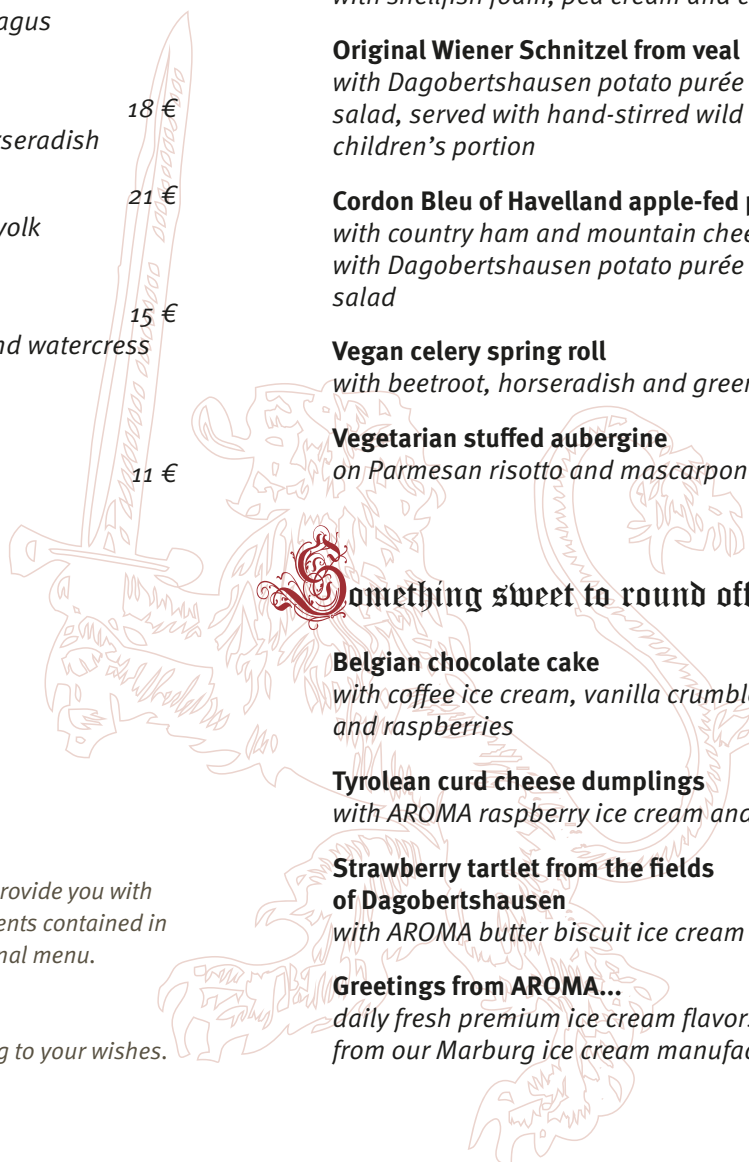 18 €
21 €
15 €
nd watercress
11 €
rovide you with
ents contained in
nal menu.
g to your wishes.
Original Wiener Schnitzel from veal
with Dagobertshausen potato purée
salad, served with hand-stirred wild
children’s portion
Cordon Bleu of Havelland apple-fed p
with country ham and mountain chee
with Dagobertshausen potato purée
salad
Vegan celery spring roll
with beetroot, horseradish and green
Vegetarian stuffed aubergine
on Parmesan risotto and mascarpon
Something sweet to round off
Belgian chocolate cake
with coffee ice cream, vanilla crumble
and raspberries
Tyrolean curd cheese dumplings
with AROMA raspberry ice cream and
Strawberry tartlet from the fields
of Dagobertshausen
with AROMA butter biscuit ice cream
Greetings from AROMA...
daily fresh premium ice cream flavors
from our Marburg ice cream manufac